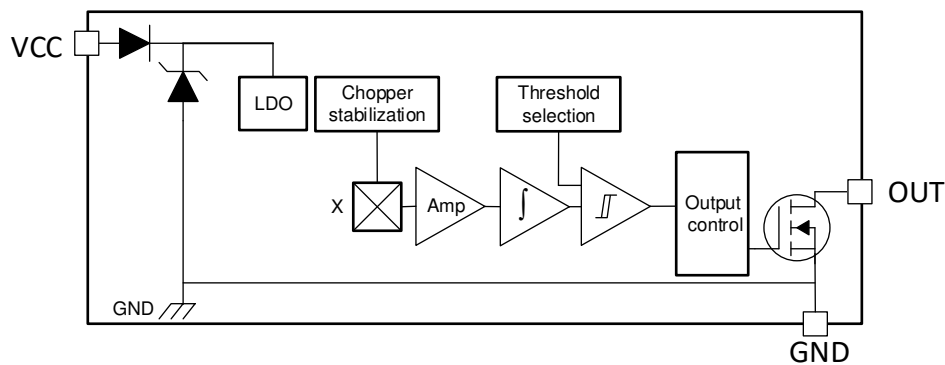 VCC
LDO
Chopper
stabilization
Threshold
selection
X
Amp
∫
Output
control
OUT
GND
GND